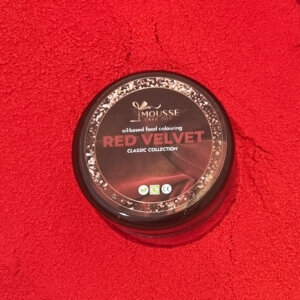 MOUSSE
oil-based food colouring
RED VELVET
CLASSIC COLLECTION